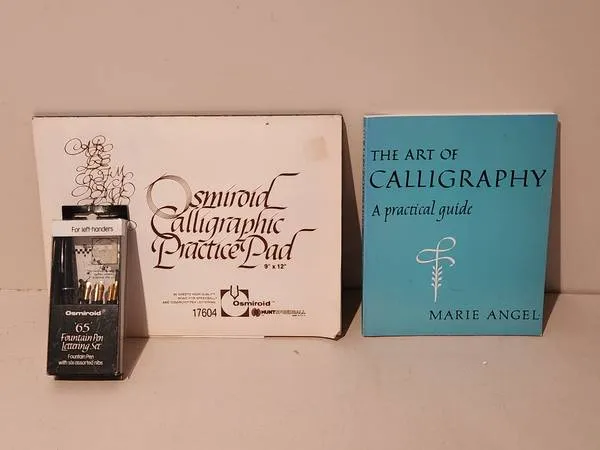 For left-handers
Osmiroid
'65
Fountain Pen
Lettering Set
Fountain Pen
with six assorted nibs
Osmiroid
Calligraphic
Practice Pad
9" x 12"
17604
Osmiroid
HUNT SPEEDBALL
THE ART OF
CALLIGRAPHY
A practical guide
MARIE ANGEL